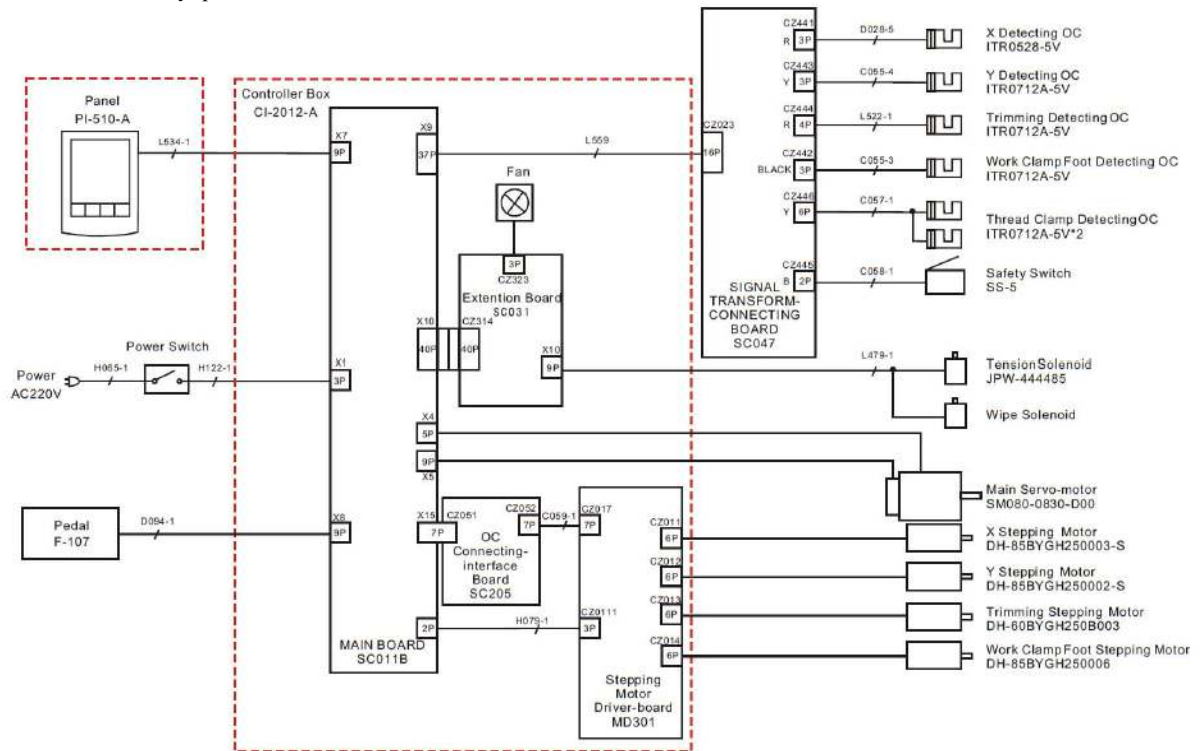 Panel
PI-510-A
L534-1
Controller Box
CI-2012-A
X7
9P
X9
37P
L559
Fan
3P
CZ323
Extention Board
SC031
X10
40P
CZ314
40P
X10
9P
Power Switch
Power
AC220V
H065-1
H122-1
X1
3P
X4
5P
9P
X5
Pedal
F-107
D094-1
X8
9P
X15
7P
CZ051
CZ052
7P
OC
Connecting-
interface
Board
SC205
C059-1
CZ017
7P
2P
H079-1
CZ0111
3P
MAIN BOARD
SC011B
CZ011
6P
CZ012
6P
CZ013
6P
CZ014
6P
Stepping
Motor
Driver-board
MD301
CZ023
16P
CZ441
R
3P
D028-5
X Detecting OC
ITR0528-5V
CZ443
Y
3P
C055-4
Y Detecting OC
ITR0712A-5V
CZ444
R
4P
L522-1
Trimming Detecting OC
ITR0712A-5V
CZ442
BLACK
3P
C055-3
Work Clamp Foot Detecting OC
ITR0712A-5V
CZ446
Y
6P
C057-1
Thread Clamp Detecting OC
ITR0712A-5V*2
CZ445
B
2P
C058-1
Safety Switch
SS-5
SIGNAL
TRANSFORM-
CONNECTING
BOARD
SC047
L479-1
Tension Solenoid
JPW-444485
Wipe Solenoid
Main Servo-motor
SM080-0830-D00
X Stepping Motor
DH-85BYGH250003-S
Y Stepping Motor
DH-85BYGH250002-S
Trimming Stepping Motor
DH-60BYGH250B003
Work Clamp Foot Stepping Motor
DH-85BYGH250006